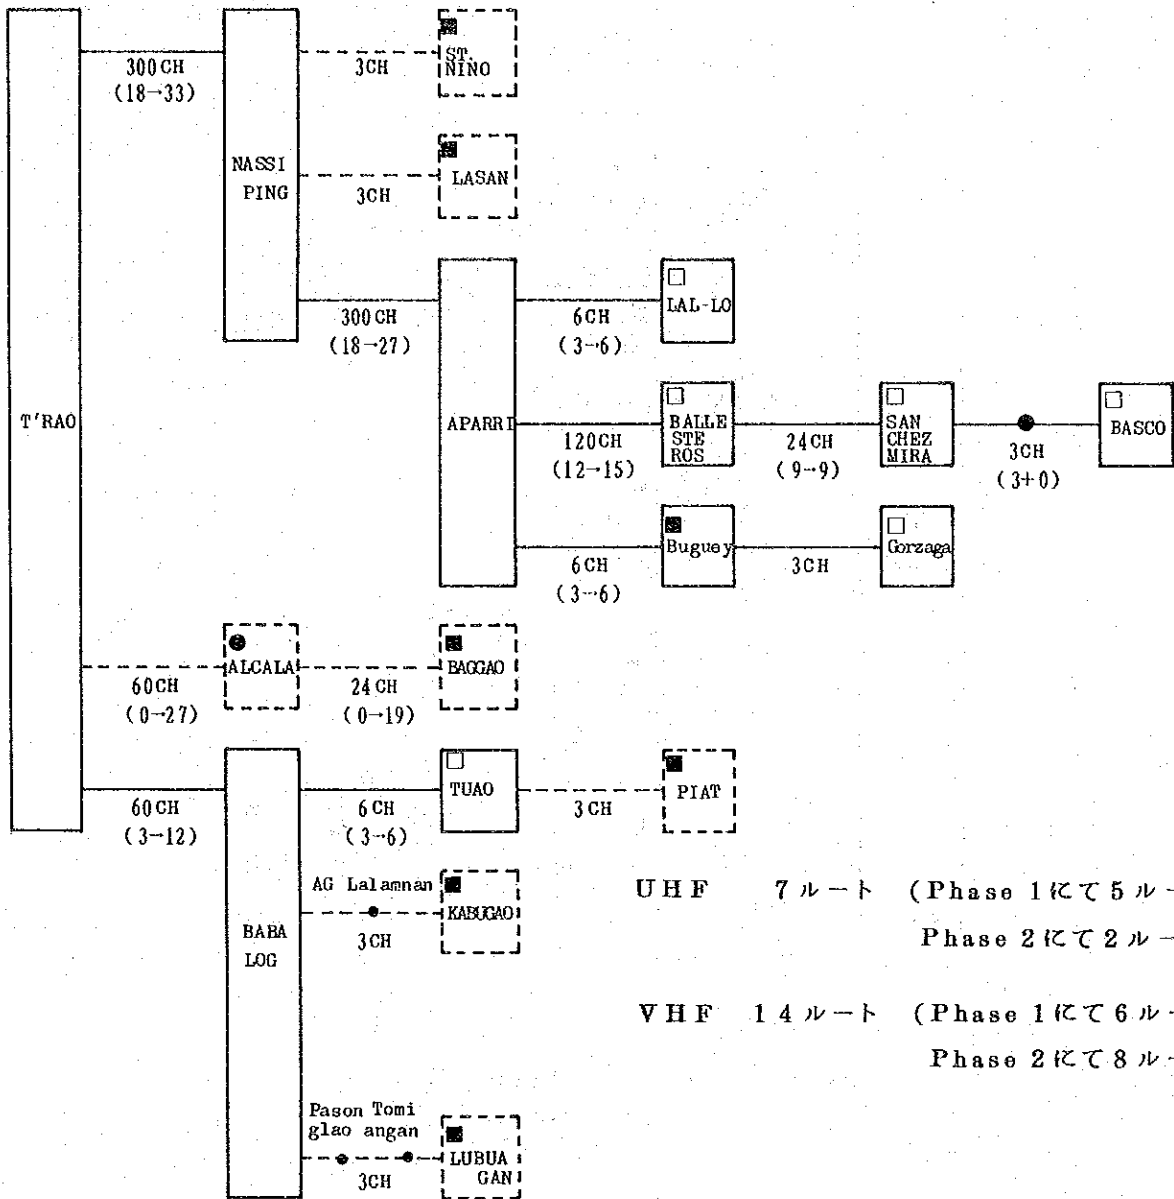 300CH
(18→33)
3CH
ST.
NINO
NASSI
PING
3CH
LASAN
300CH
(18→27)
6CH
(3→6)
LAL-LO
T'RAO
APARRI
120CH
(12→15)
BALLE
STE
ROS
24CH
(9→9)
SAN
CHEZ
MIRA
3CH
(3+0)
BASCO
6CH
(3→6)
Buguey
3CH
Gorzaga
60CH
(0→27)
ALCALA
24CH
(0→19)
BAGGAO
60CH
(3→12)
6CH
(3→6)
TUAO
3CH
PIAT
BABA
LOG
AG Lalamnan
3CH
KABUGAO
UHF 7ルート (Phase 1にて5ルー
Phase 2にて2ルー
VHF 14ルート (Phase 1にて6ルー
Phase 2にて8ルー
Pason Tomi
glao angan
3CH
LUBUA
GAN